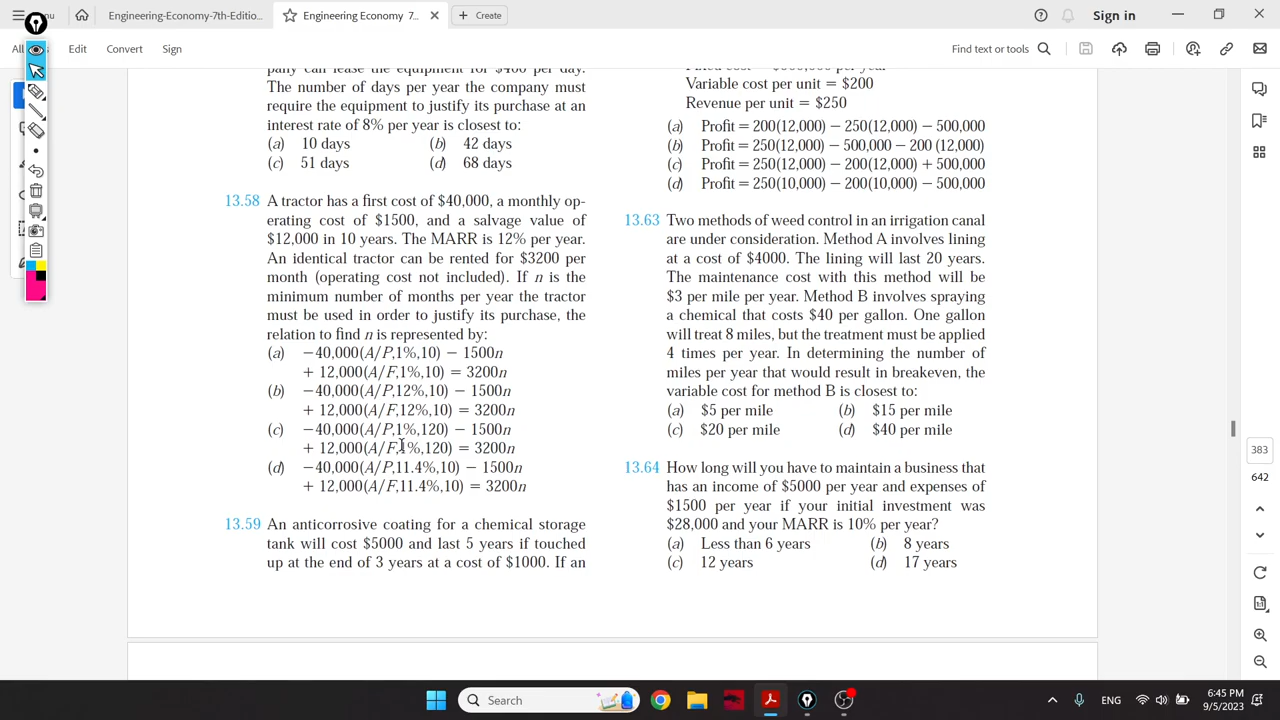 Engineering-Economy-7th-Editio...
Engineering Economy 7...
Create
Sign in
All
Edit
Convert
Sign
Find text or tools
pany can lease the equipment for $400 per day.
The number of days per year the company must
require the equipment to justify its purchase at an
interest rate of 8% per year is closest to:
(a) 10 days (b) 42 days
(c) 51 days (d) 68 days
13.58 A tractor has a first cost of $40,000, a monthly op-
erating cost of $1500, and a salvage value of
$12,000 in 10 years. The MARR is 12% per year.
An identical tractor can be rented for $3200 per
month (operating cost not included). If n is the
minimum number of months per year the tractor
must be used in order to justify its purchase, the
relation to find n is represented by:
(a) −40,000(A/P,1%,10) − 1500n
+ 12,000(A/F,1%,10) = 3200n
(b) −40,000(A/P,12%,10) − 1500n
+ 12,000(A/F,12%,10) = 3200n
(c) −40,000(A/P,1%,120) − 1500n
+ 12,000(A/F,1%,120) = 3200n
(d) −40,000(A/P,11.4%,10) − 1500n
+ 12,000(A/F,11.4%,10) = 3200n
13.59 An anticorrosive coating for a chemical storage
tank will cost $5000 and last 5 years if touched
up at the end of 3 years at a cost of $1000. If an
Variable cost per unit = $200
Revenue per unit = $250
(a) Profit = 200(12,000) − 250(12,000) − 500,000
(b) Profit = 250(12,000) − 500,000 − 200 (12,000)
(c) Profit = 250(12,000) − 200(12,000) + 500,000
(d) Profit = 250(10,000) − 200(10,000) − 500,000
13.63 Two methods of weed control in an irrigation canal
are under consideration. Method A involves lining
at a cost of $4000. The lining will last 20 years.
The maintenance cost with this method will be
$3 per mile per year. Method B involves spraying
a chemical that costs $40 per gallon. One gallon
will treat 8 miles, but the treatment must be applied
4 times per year. In determining the number of
miles per year that would result in breakeven, the
variable cost for method B is closest to:
(a) $5 per mile (b) $15 per mile
(c) $20 per mile (d) $40 per mile
13.64 How long will you have to maintain a business that
has an income of $5000 per year and expenses of
$1500 per year if your initial investment was
$28,000 and your MARR is 10% per year?
(a) Less than 6 years (b) 8 years
(c) 12 years (d) 17 years
383
642
Search
ENG
6:45 PM
9/5/2023